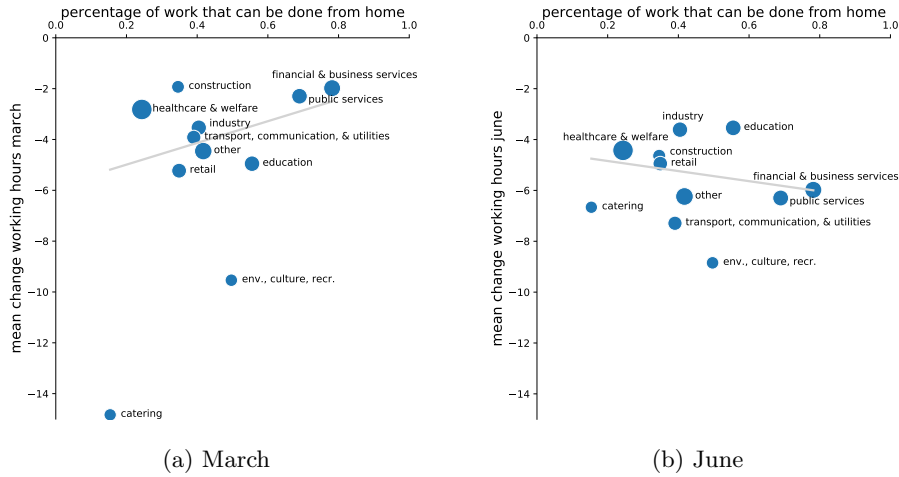 percentage of work that can be done from home
0.0 0.2 0.4 0.6 0.8 1.0
0
−2
−4
−6
−8
−10
−12
−14
mean change working hours march
financial & business services
construction
public services
healthcare & welfare
industry
transport, communication, & utilities
other
education
retail
env., culture, recr.
catering
(a) March
percentage of work that can be done from home
0.0 0.2 0.4 0.6 0.8 1.0
0
−2
−4
−6
−8
−10
−12
−14
mean change working hours june
industry
education
healthcare & welfare
construction
retail
financial & business services
other
public services
catering
transport, communication, & utilities
env., culture, recr.
(b) June